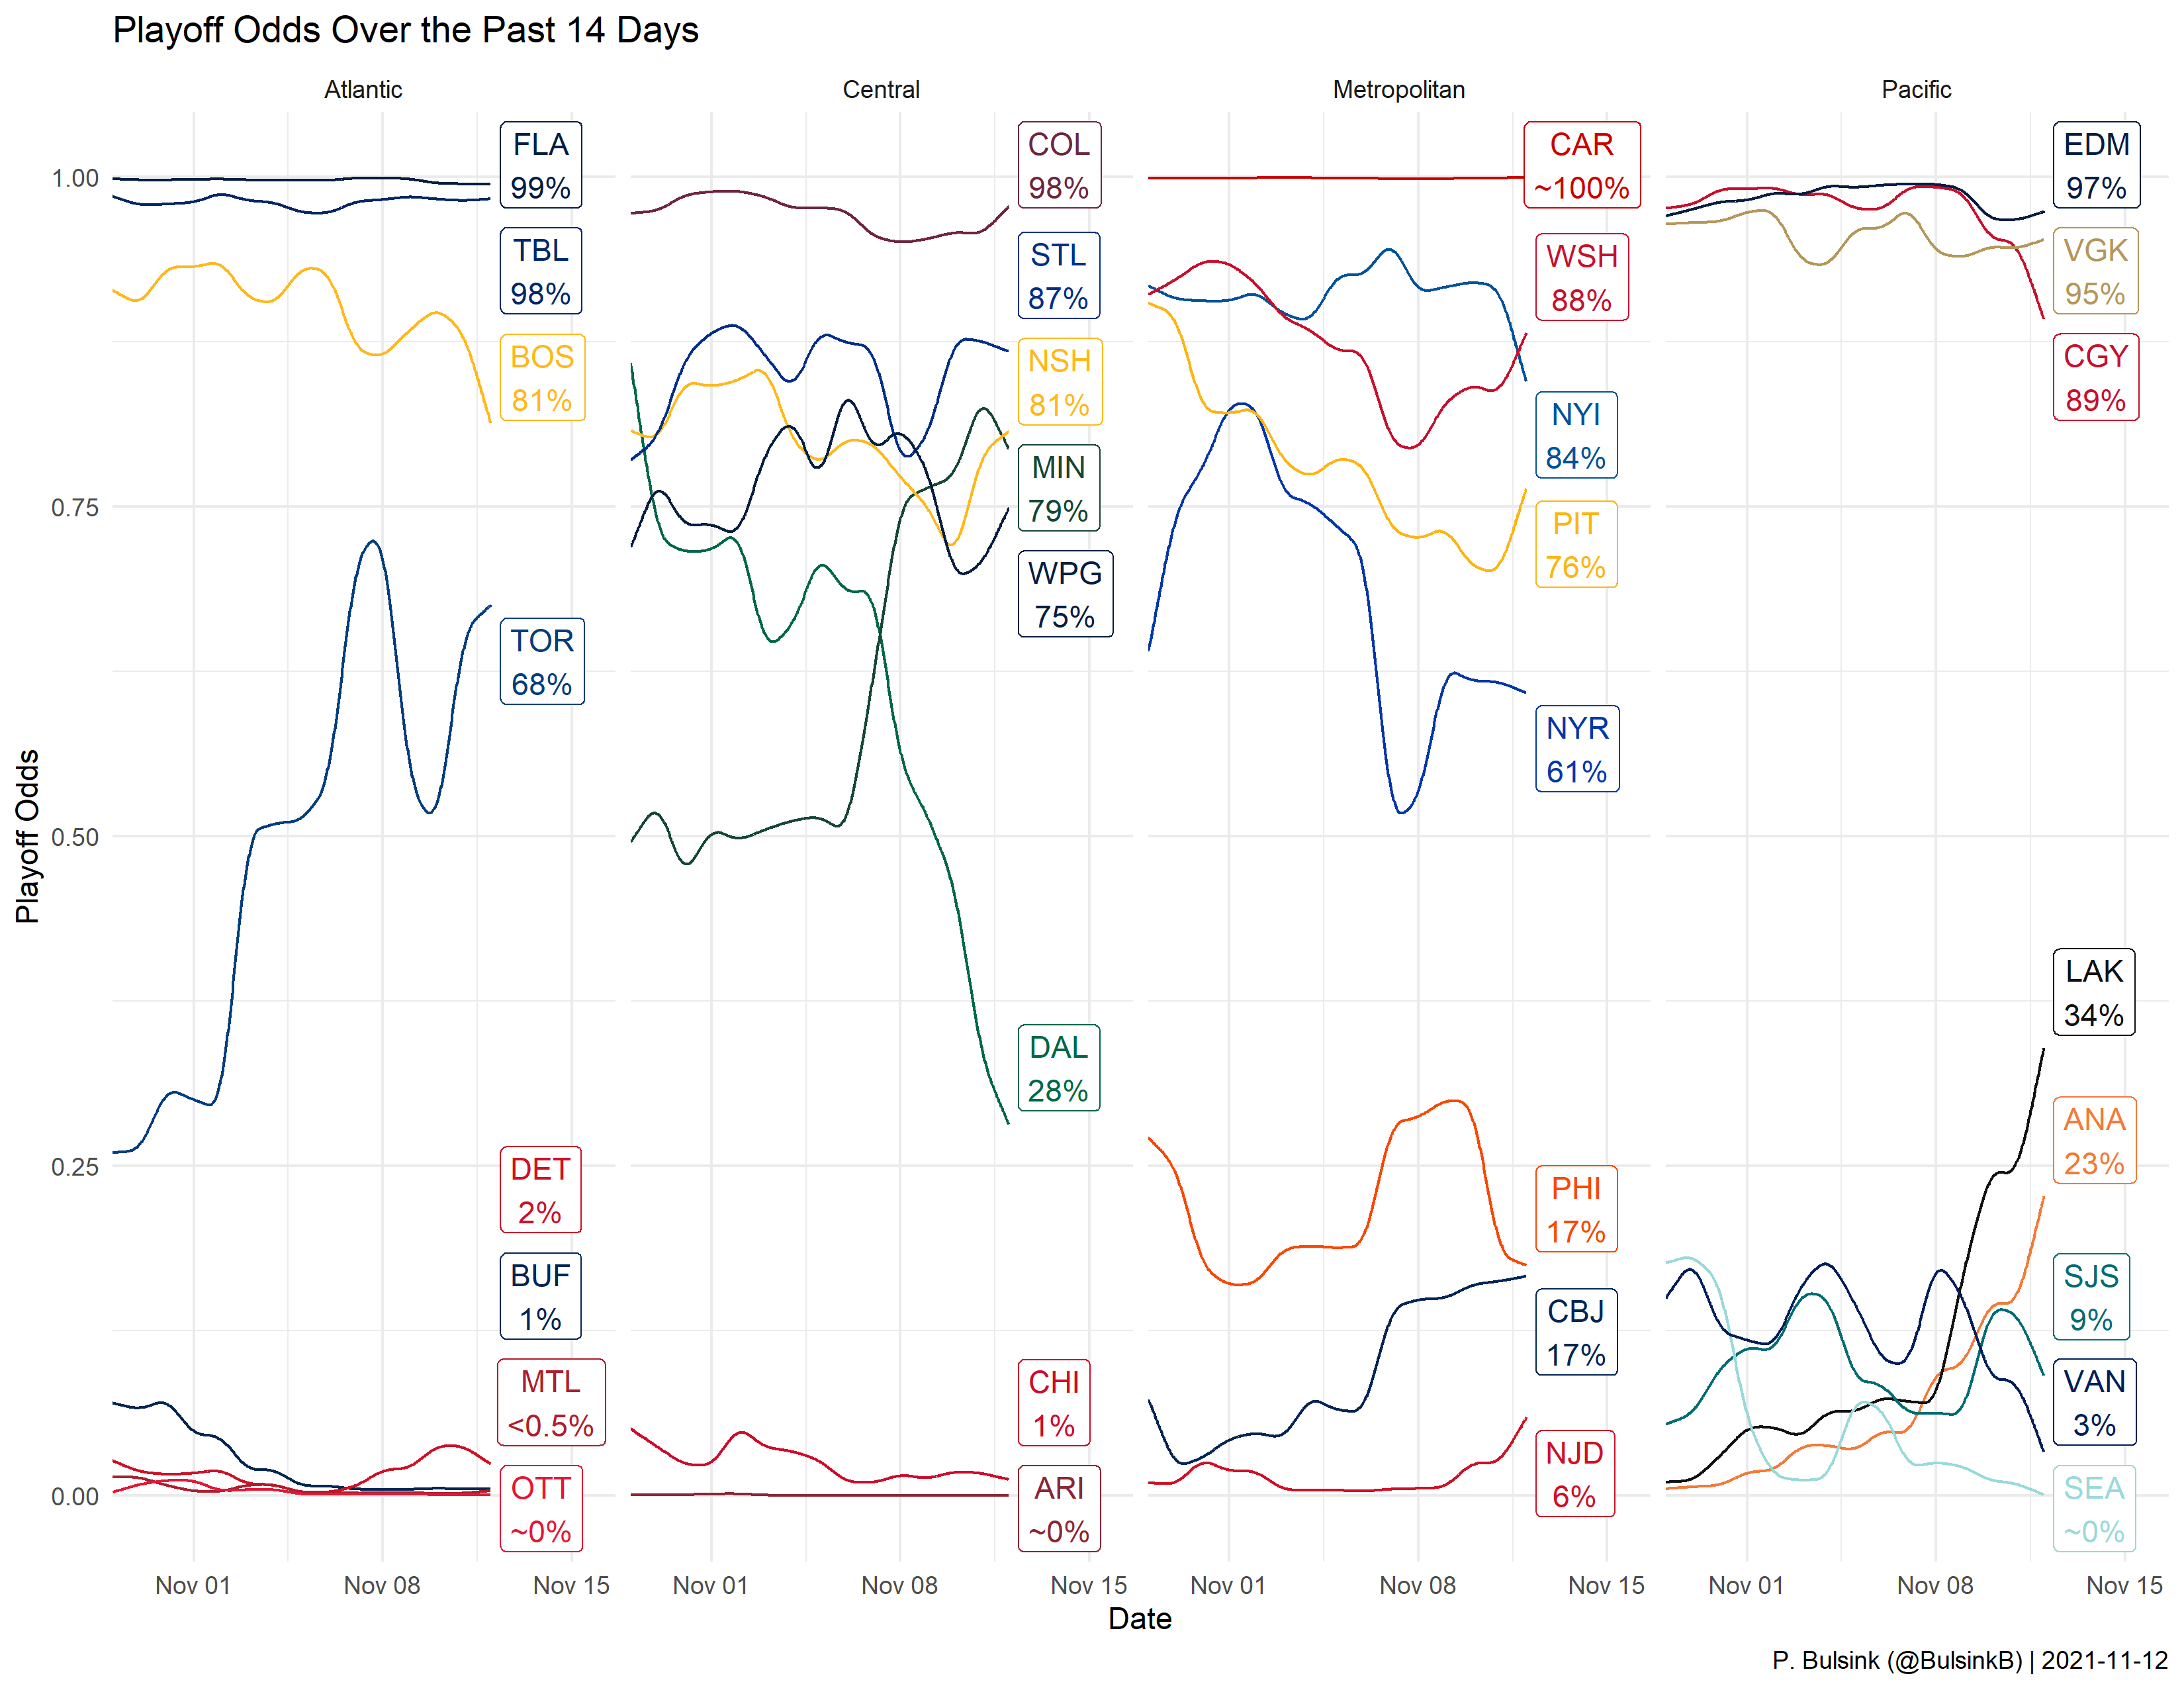 Playoff Odds Over the Past 14 Days
Atlantic
Central
Metropolitan
Pacific
Playoff Odds
1.00
0.75
0.50
0.25
0.00
FLA
99%
TBL
98%
BOS
81%
TOR
68%
DET
2%
BUF
1%
MTL
<0.5%
OTT
~0%
COL
98%
STL
87%
NSH
81%
MIN
79%
WPG
75%
DAL
28%
CHI
1%
ARI
~0%
CAR
~100%
WSH
88%
NYI
84%
PIT
76%
NYR
61%
PHI
17%
CBJ
17%
NJD
6%
EDM
97%
VGK
95%
CGY
89%
LAK
34%
ANA
23%
SJS
9%
VAN
3%
SEA
~0%
Nov 01 Nov 08 Nov 15
Nov 01 Nov 08 Nov 15
Nov 01 Nov 08 Nov 15
Nov 01 Nov 08 Nov 15
Date
P. Bulsink (@BulsinkB) | 2021-11-12